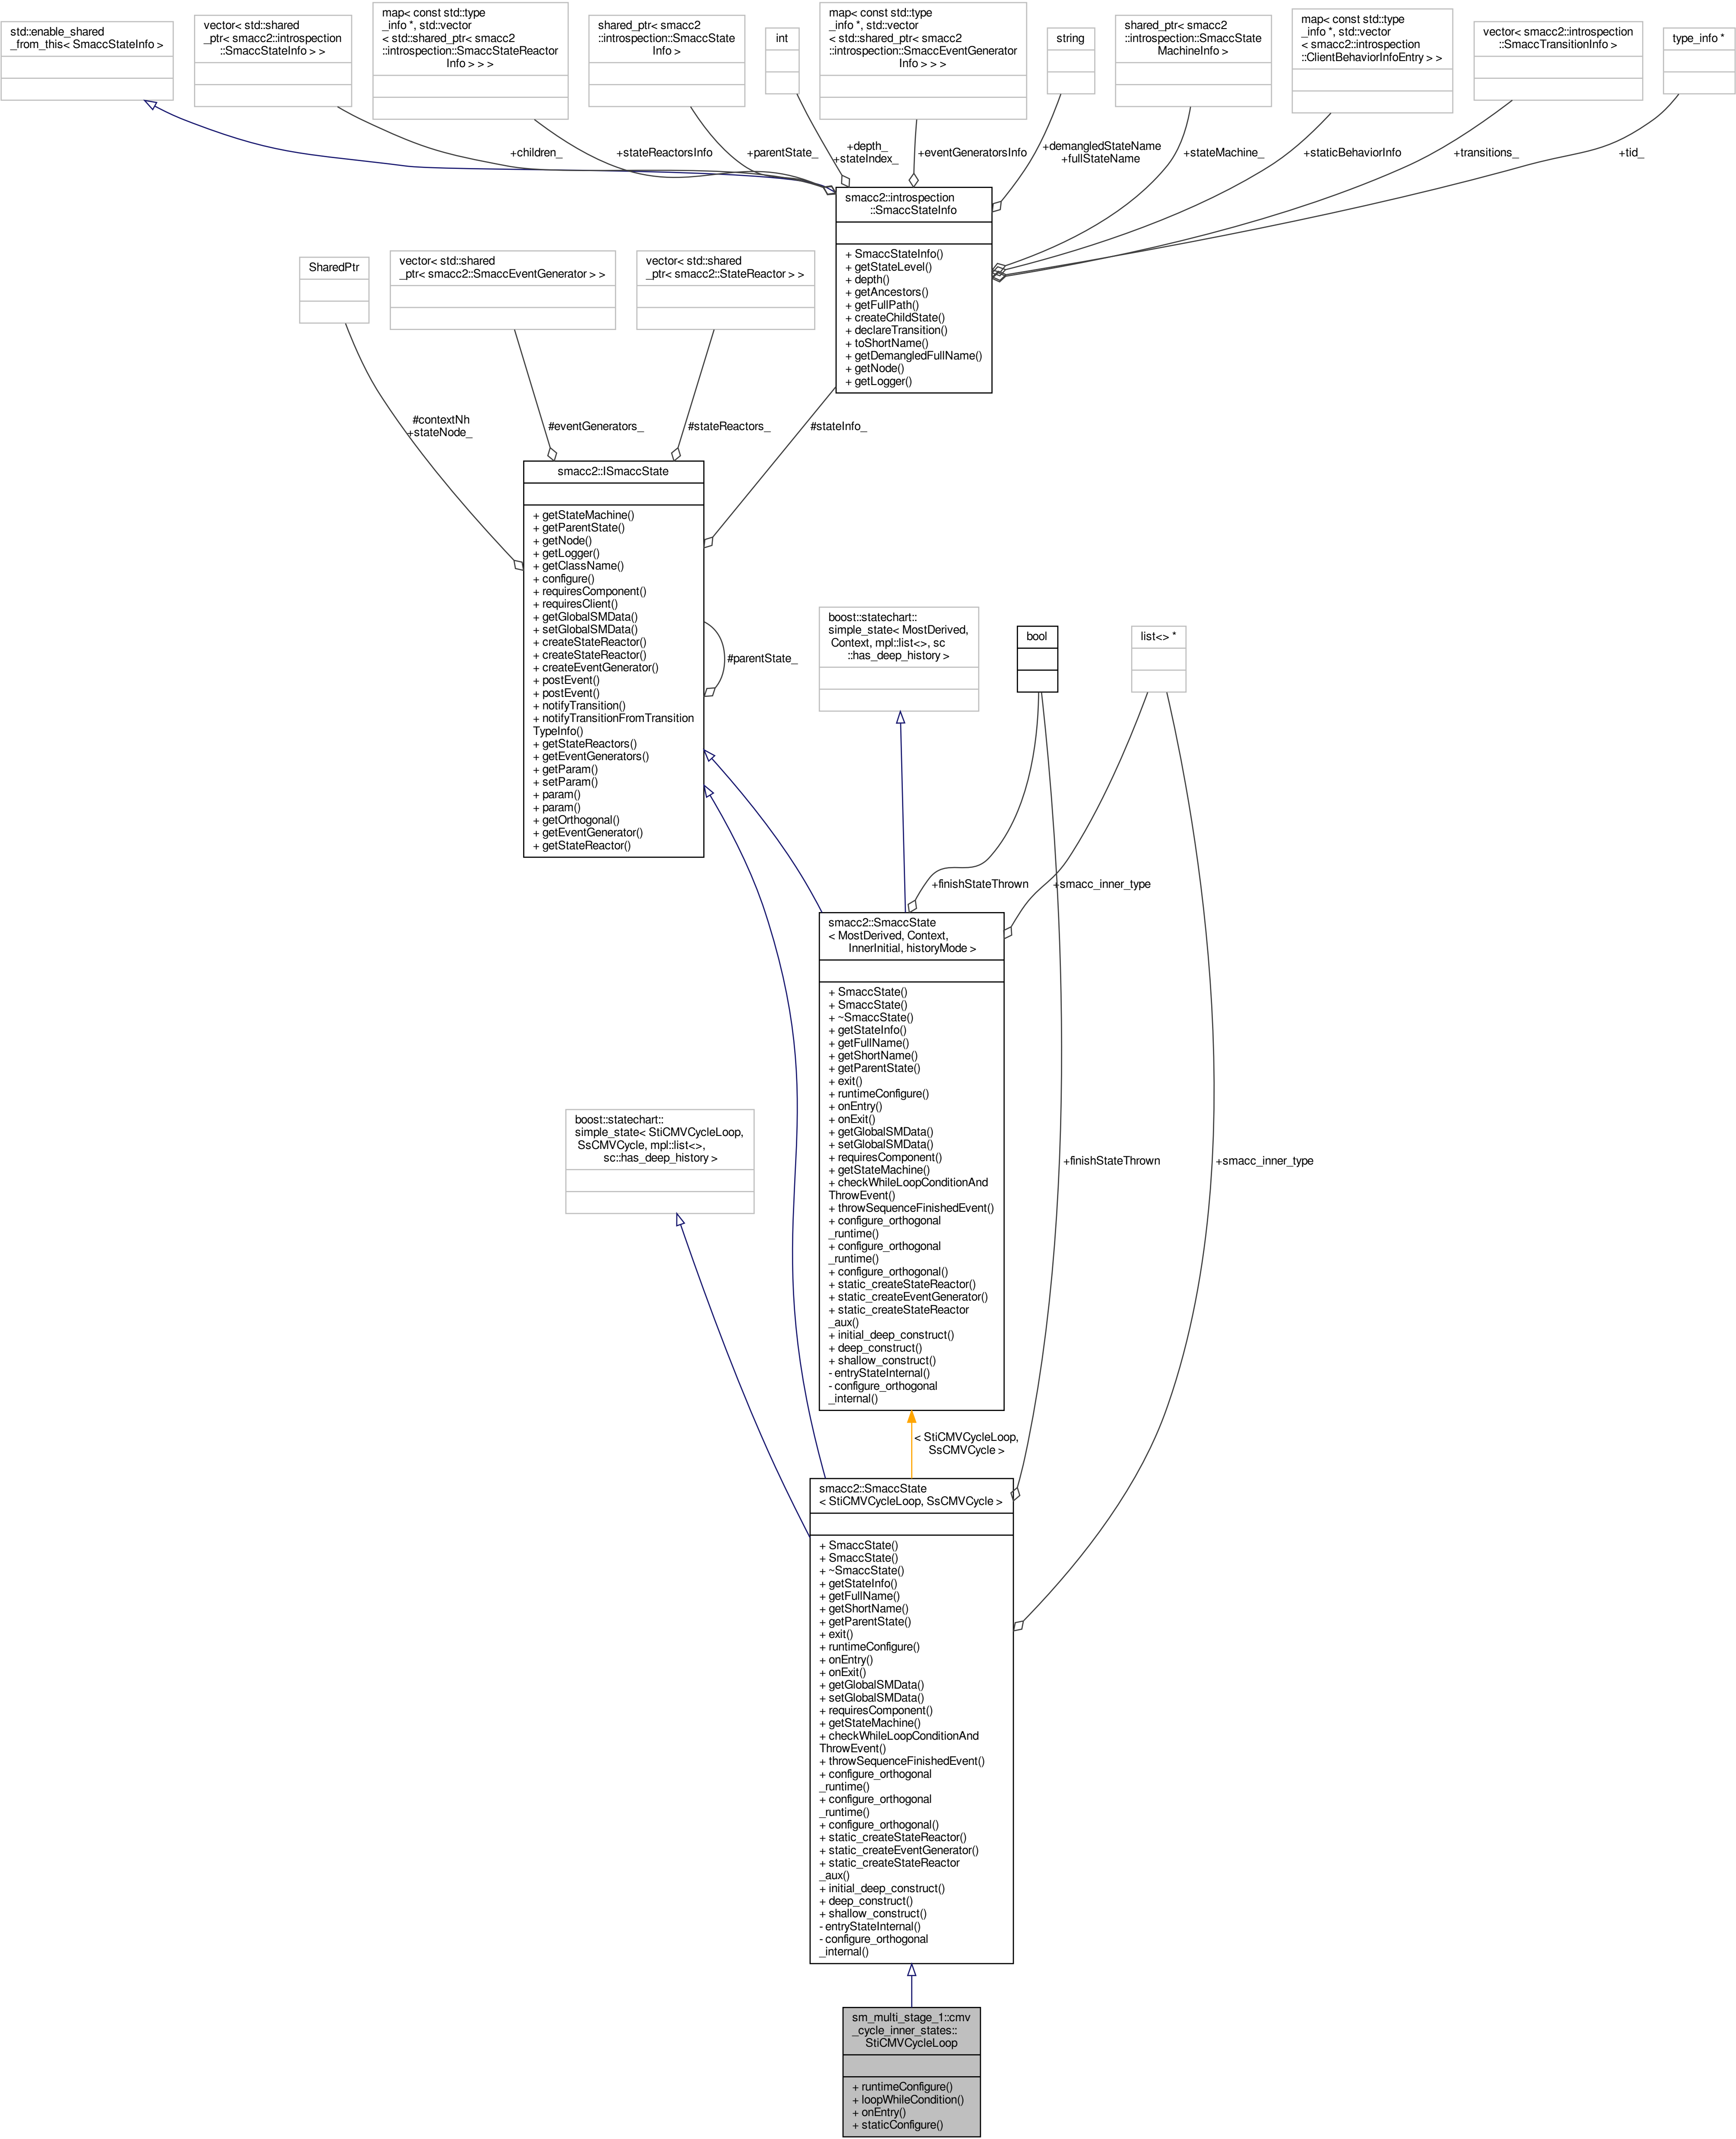 std::enable_shared
_from_this< SmaccStateInfo >
vector< std::shared
_ptr< smacc2::introspection
::SmaccStateInfo > >
map< const std::type
_info *, std::vector
< std::shared_ptr< smacc2
::introspection::SmaccStateReactor
Info > > >
shared_ptr< smacc2
::introspection::SmaccState
Info >
int
map< const std::type
_info *, std::vector
< std::shared_ptr< smacc2
::introspection::SmaccEventGenerator
Info > > >
string
shared_ptr< smacc2
::introspection::SmaccState
MachineInfo >
map< const std::type
_info *, std::vector
< smacc2::introspection
::ClientBehaviorInfoEntry > >
vector< smacc2::introspection
::SmaccTransitionInfo >
type_info *
+children_
+stateReactorsInfo
+parentState_
+depth_
+stateIndex_
+eventGeneratorsInfo
+demangledStateName
+fullStateName
+stateMachine_
+staticBehaviorInfo
+transitions_
+tid_
smacc2::introspection
::SmaccStateInfo
+ SmaccStateInfo()
+ getStateLevel()
+ depth()
+ getAncestors()
+ getFullPath()
+ createChildState()
+ declareTransition()
+ toShortName()
+ getDemangledFullName()
+ getNode()
+ getLogger()
SharedPtr
vector< std::shared
_ptr< smacc2::SmaccEventGenerator > >
vector< std::shared
_ptr< smacc2::StateReactor > >
#contextNh
+stateNode_
#eventGenerators_
#stateReactors_
#stateInfo_
smacc2::ISmaccState
+ getStateMachine()
+ getParentState()
+ getNode()
+ getLogger()
+ getClassName()
+ configure()
+ requiresComponent()
+ requiresClient()
+ getGlobalSMData()
+ setGlobalSMData()
+ createStateReactor()
+ createStateReactor()
+ createEventGenerator()
+ postEvent()
+ postEvent()
+ notifyTransition()
+ notifyTransitionFromTransition
TypeInfo()
+ getStateReactors()
+ getEventGenerators()
+ getParam()
+ setParam()
+ param()
+ param()
+ getOrthogonal()
+ getEventGenerator()
+ getStateReactor()
#parentState_
boost::statechart::
simple_state< MostDerived,
Context, mpl::list<>, sc
::has_deep_history >
bool
list<> *
+finishStateThrown
+smacc_inner_type
smacc2::SmaccState
< MostDerived, Context,
InnerInitial, historyMode >
+ SmaccState()
+ SmaccState()
+ ~SmaccState()
+ getStateInfo()
+ getFullName()
+ getShortName()
+ getParentState()
+ exit()
+ runtimeConfigure()
+ onEntry()
+ onExit()
+ getGlobalSMData()
+ setGlobalSMData()
+ requiresComponent()
+ getStateMachine()
+ checkWhileLoopConditionAnd
ThrowEvent()
+ throwSequenceFinishedEvent()
+ configure_orthogonal
_runtime()
+ configure_orthogonal
_runtime()
+ configure_orthogonal()
+ static_createStateReactor()
+ static_createEventGenerator()
+ static_createStateReactor
_aux()
+ initial_deep_construct()
+ deep_construct()
+ shallow_construct()
- entryStateInternal()
- configure_orthogonal
_internal()
boost::statechart::
simple_state< StiCMVCycleLoop,
SsCMVCycle, mpl::list<>,
sc::has_deep_history >
+finishStateThrown
+smacc_inner_type
< StiCMVCycleLoop,
SsCMVCycle >
smacc2::SmaccState
< StiCMVCycleLoop, SsCMVCycle >
+ SmaccState()
+ SmaccState()
+ ~SmaccState()
+ getStateInfo()
+ getFullName()
+ getShortName()
+ getParentState()
+ exit()
+ runtimeConfigure()
+ onEntry()
+ onExit()
+ getGlobalSMData()
+ setGlobalSMData()
+ requiresComponent()
+ getStateMachine()
+ checkWhileLoopConditionAnd
ThrowEvent()
+ throwSequenceFinishedEvent()
+ configure_orthogonal
_runtime()
+ configure_orthogonal
_runtime()
+ configure_orthogonal()
+ static_createStateReactor()
+ static_createEventGenerator()
+ static_createStateReactor
_aux()
+ initial_deep_construct()
+ deep_construct()
+ shallow_construct()
- entryStateInternal()
- configure_orthogonal
_internal()
sm_multi_stage_1::cmv
_cycle_inner_states::
StiCMVCycleLoop
+ runtimeConfigure()
+ loopWhileCondition()
+ onEntry()
+ staticConfigure()